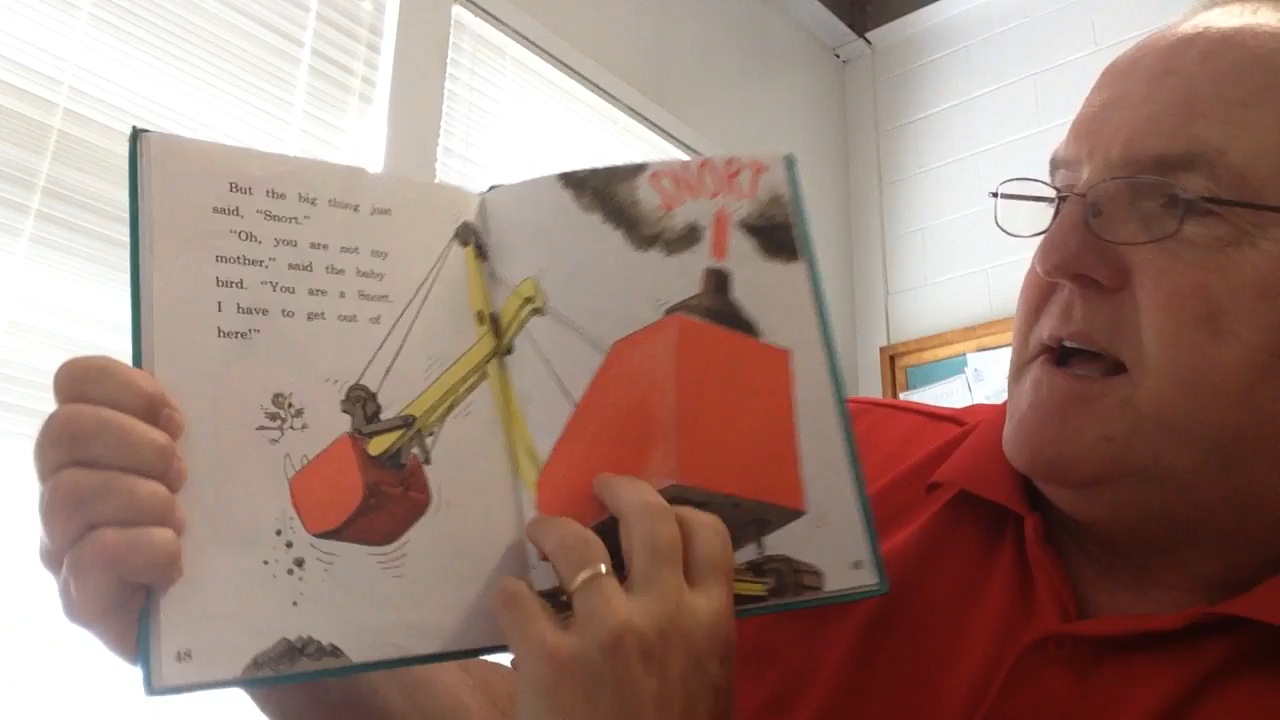 But the big thing just
said, "Snort."
"Oh, you are not my
mother," said the baby
bird. "You are a Snort.
I have to get out of
here!"
SNORT
48